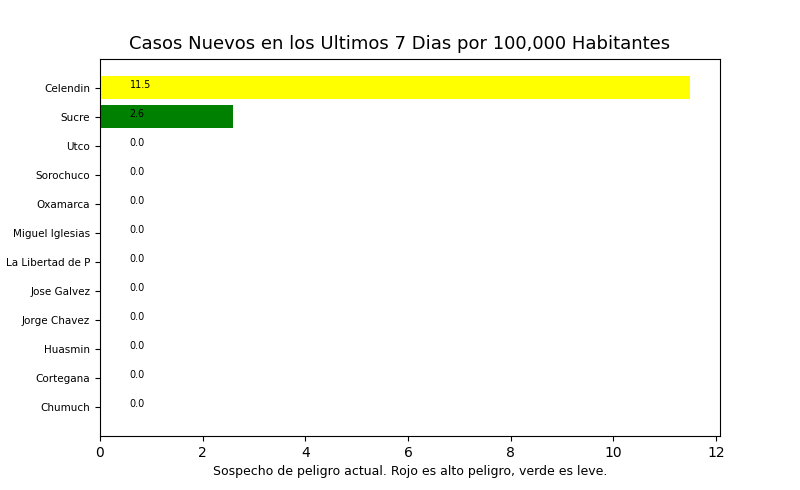 Casos Nuevos en los Ultimos 7 Dias por 100,000 Habitantes
Celendin 11.5
Sucre 2.6
Utco 0.0
Sorochuco 0.0
Oxamarca 0.0
Miguel Iglesias 0.0
La Libertad de P 0.0
Jose Galvez 0.0
Jorge Chavez 0.0
Huasmin 0.0
Cortegana 0.0
Chumuch 0.0
0 2 4 6 8 10 12
Sospecho de peligro actual. Rojo es alto peligro, verde es leve.